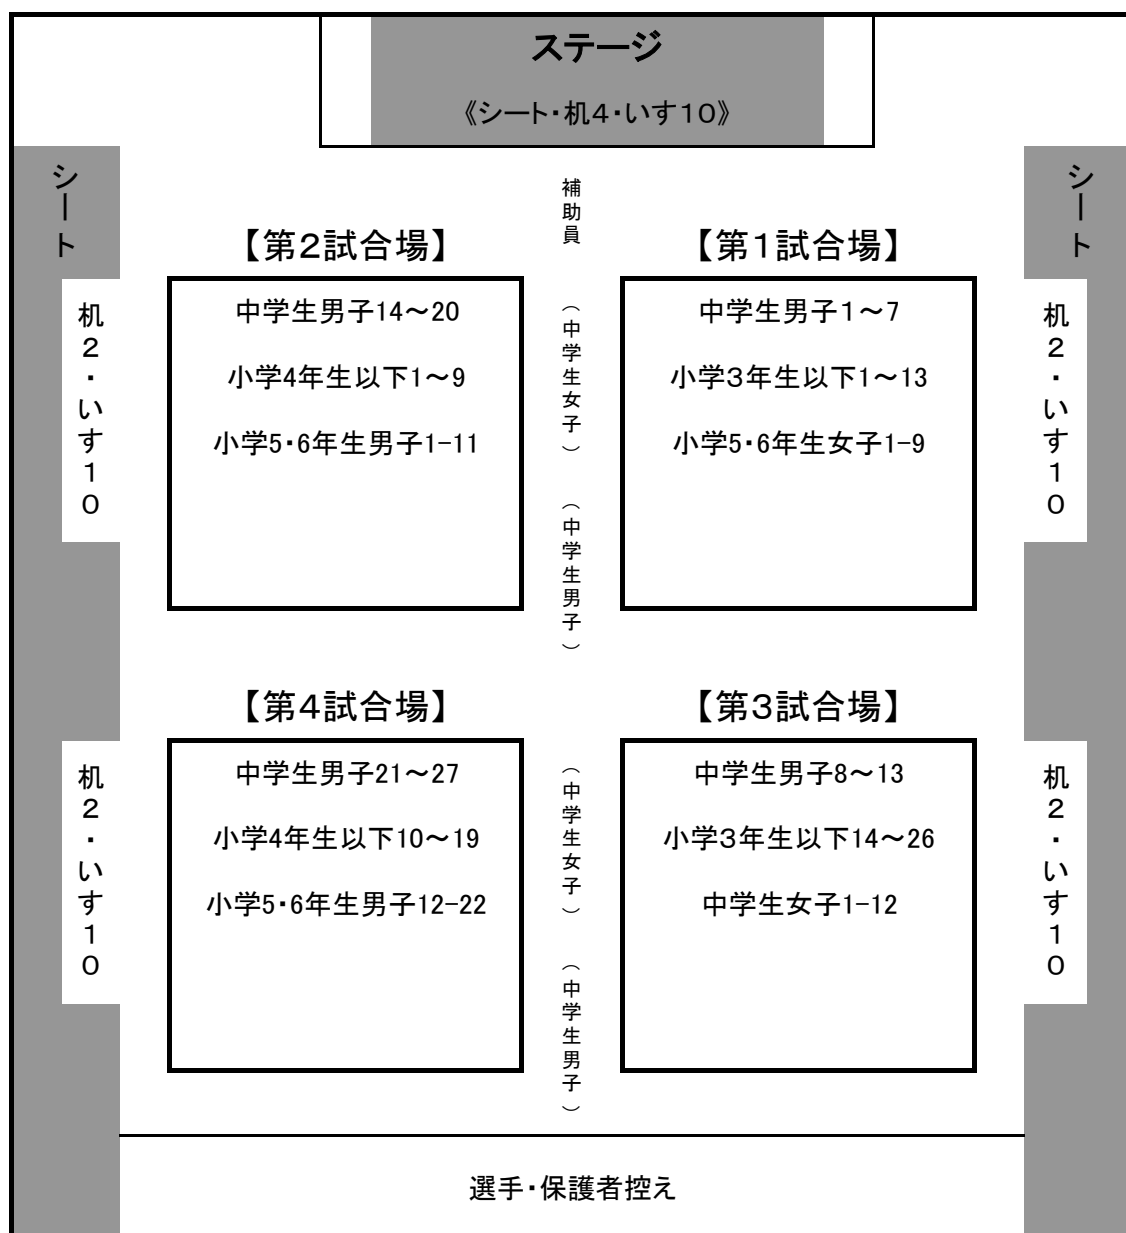 ステージ
《シート・机4・いす10》
シート
シート
補助員
【第2試合場】
【第1試合場】
机2・いす10
中学生男子14～20
小学4年生以下1～9
小学5・6年生男子1-11
（中学生女子）
（中学生男子）
中学生男子1～7
小学3年生以下1～13
小学5・6年生女子1-9
机2・いす10
【第4試合場】
【第3試合場】
机2・いす10
中学生男子21～27
小学4年生以下10～19
小学5・6年生男子12-22
（中学生女子）
（中学生男子）
中学生男子8～13
小学3年生以下14～26
中学生女子1-12
机2・いす10
選手・保護者控え